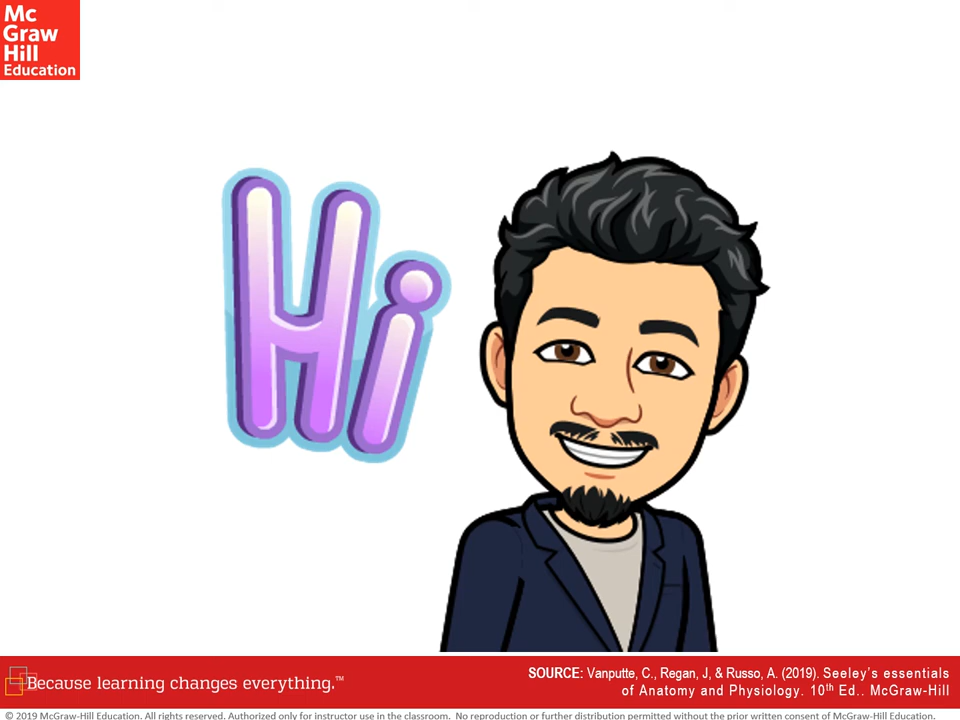 Mc
Graw
Hill
Education
Hi
Because learning changes everything.™
SOURCE: Vanputte, C., Regan, J, & Russo, A. (2019). Seeley's essentials
of Anatomy and Physiology. 10th Ed.. McGraw-Hill
© 2019 McGraw-Hill Education. All rights reserved. Authorized only for instructor use in the classroom. No reproduction or further distribution permitted without the prior written consent of McGraw-Hill Education.